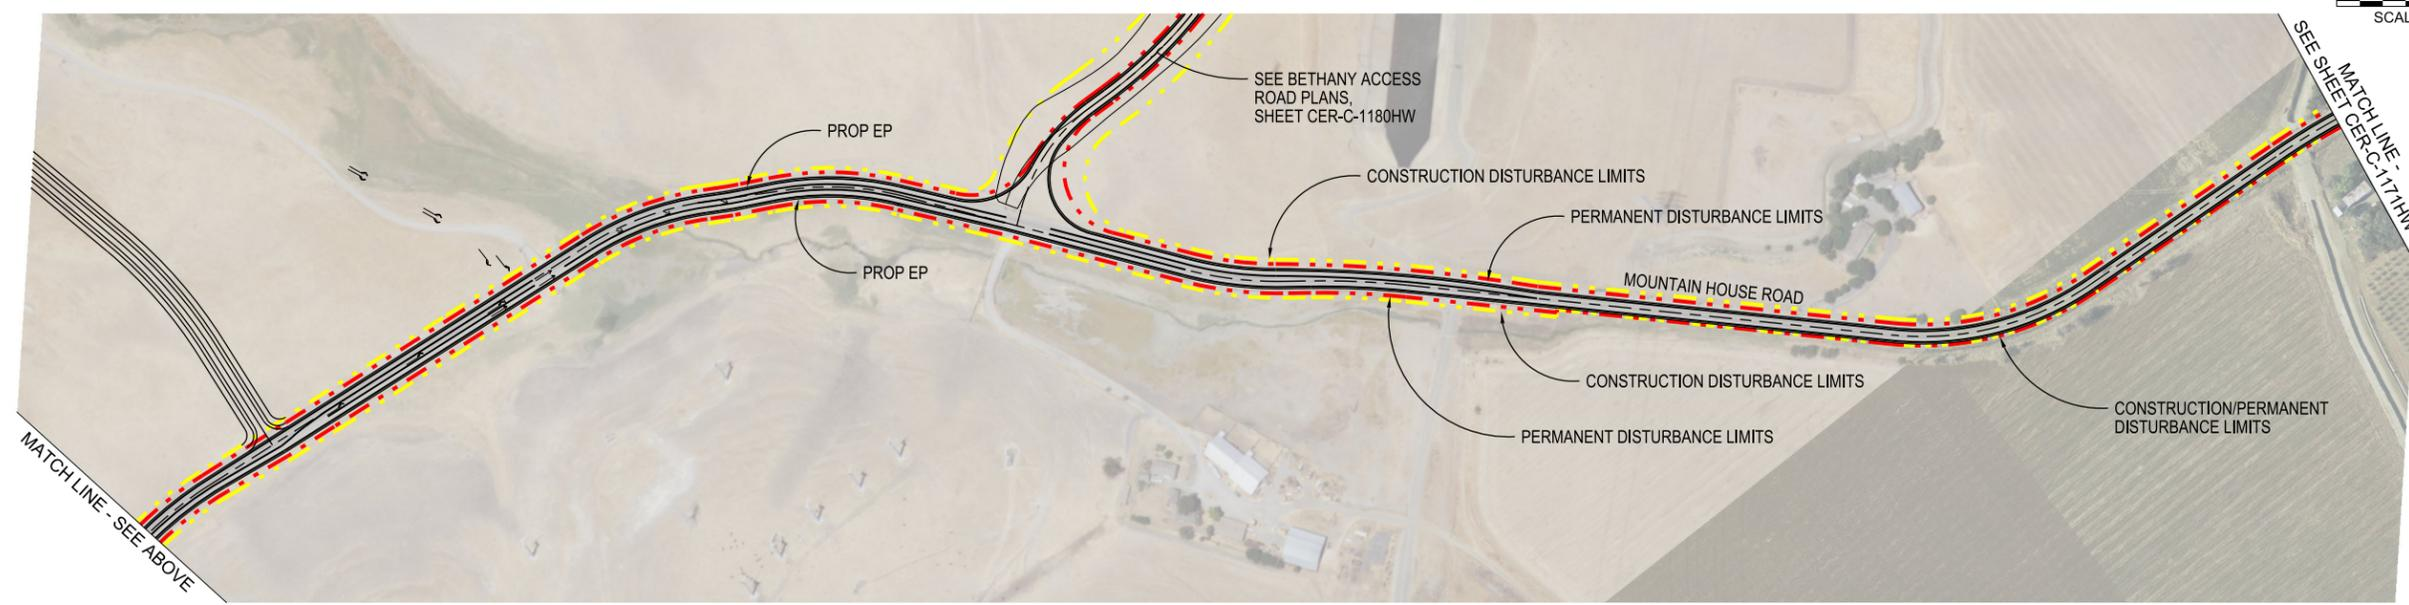 SCAL
SEE BETHANY ACCESS
ROAD PLANS,
SHEET CER-C-1180HW
PROP EP
PROP EP
CONSTRUCTION DISTURBANCE LIMITS
PERMANENT DISTURBANCE LIMITS
MOUNTAIN HOUSE ROAD
CONSTRUCTION DISTURBANCE LIMITS
PERMANENT DISTURBANCE LIMITS
CONSTRUCTION/PERMANENT
DISTURBANCE LIMITS
MATCH LINE - SEE ABOVE
MATCH LINE -
SEE SHEET CER-C-1171HW